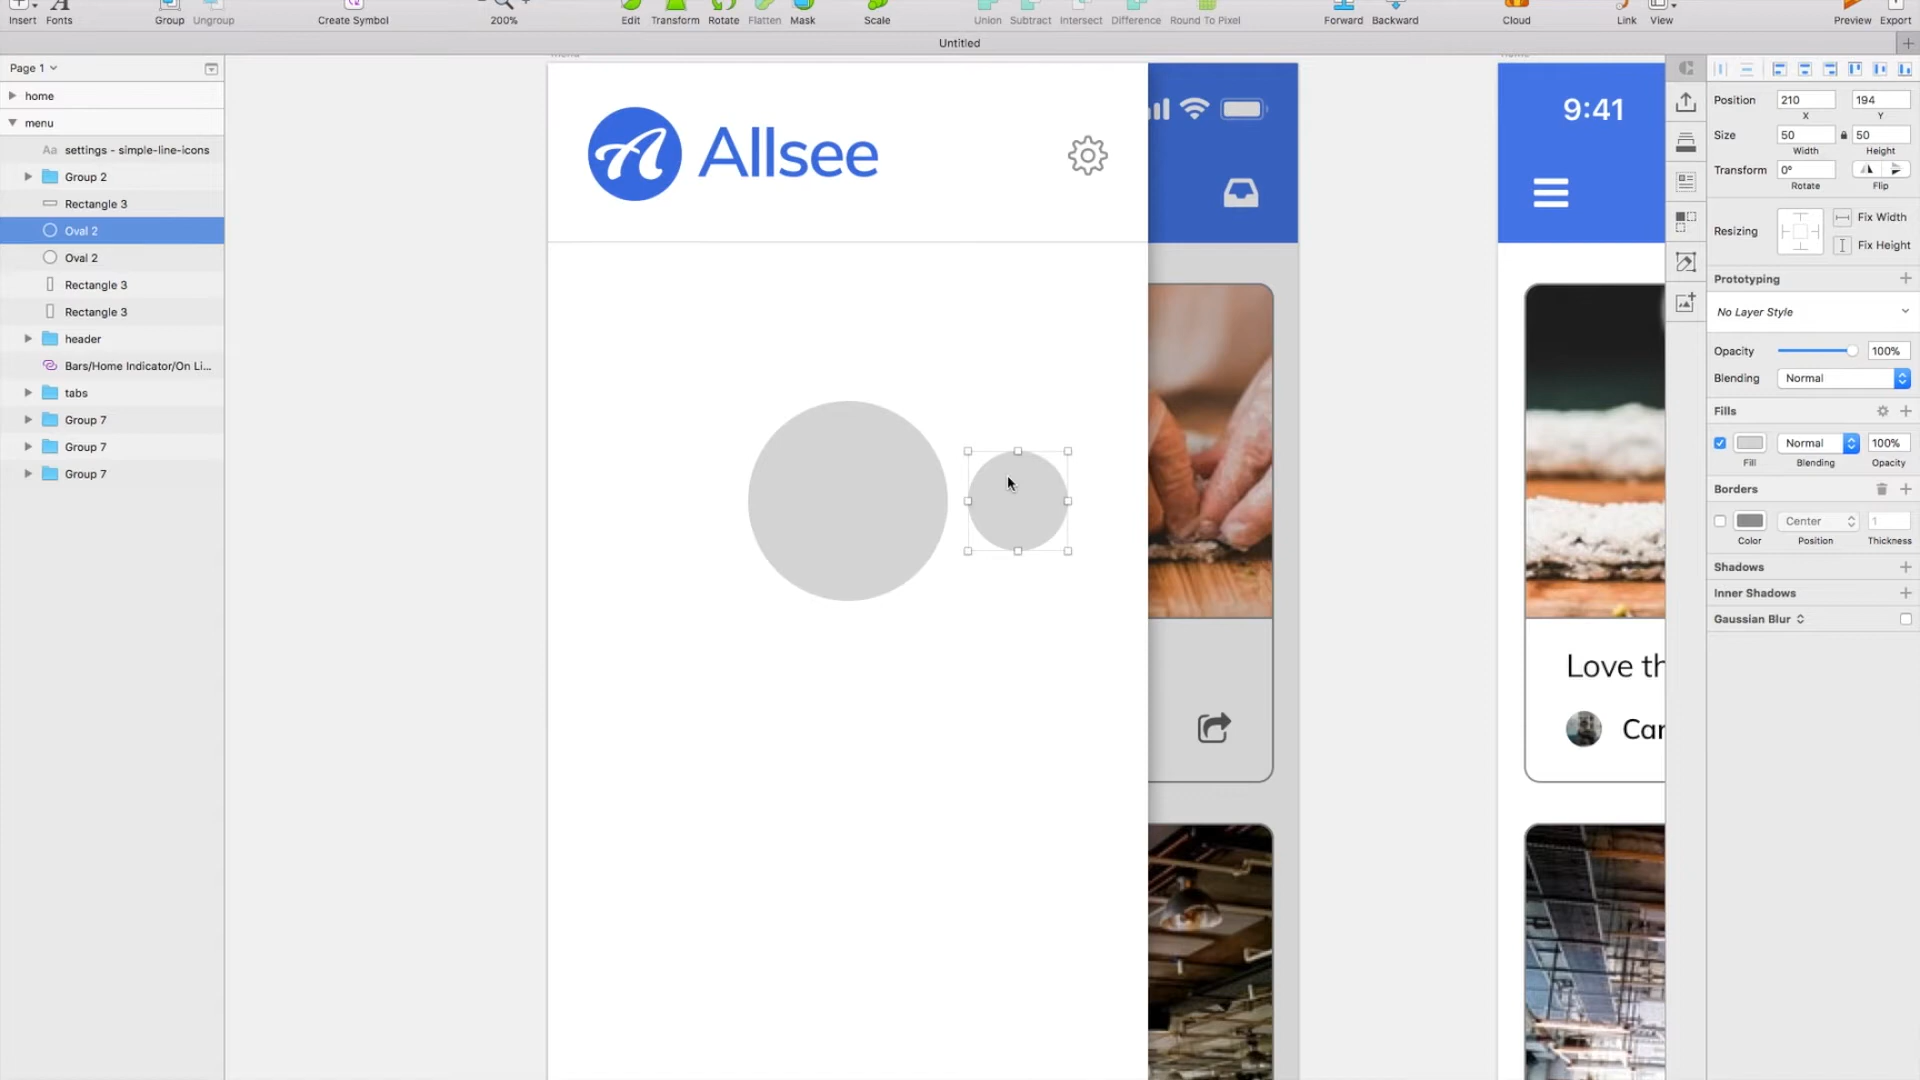 Insert
Fonts
Group
Ungroup
Create Symbol
200%
Edit
Transform
Rotate
Flatten
Mask
Scale
Union
Subtract
Intersect
Difference
Round To Pixel
Forward
Backward
Cloud
Link
View
Preview
Export
Untitled
Page 1
home
menu
Aa settings - simple-line-icons
Group 2
Rectangle 3
Oval 2
Oval 2
Rectangle 3
Rectangle 3
header
Bars/Home Indicator/On Li...
tabs
Group 7
Group 7
Group 7
A Allsee
9:41
Love th
Car
Position 210 194
X Y
Size 50 50
Width Height
Transform 0°
Rotate Flip
Resizing
Fix Width
Fix Height
Prototyping
No Layer Style
Opacity 100%
Blending Normal
Fills
Normal 100%
Fill Blending Opacity
Borders
Center 1
Color Position Thickness
Shadows
Inner Shadows
Gaussian Blur